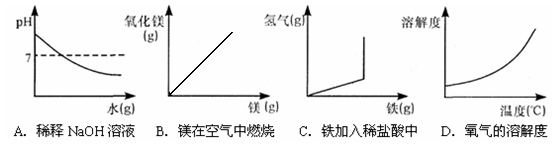 pH
7
水(g)
A. 稀释 NaOH 溶液
氧化镁
(g)
镁(g)
B. 镁在空气中燃烧
氢气(g)
铁(g)
C. 铁加入稀盐酸中
溶解度
温度(℃)
D. 氧气的溶解度